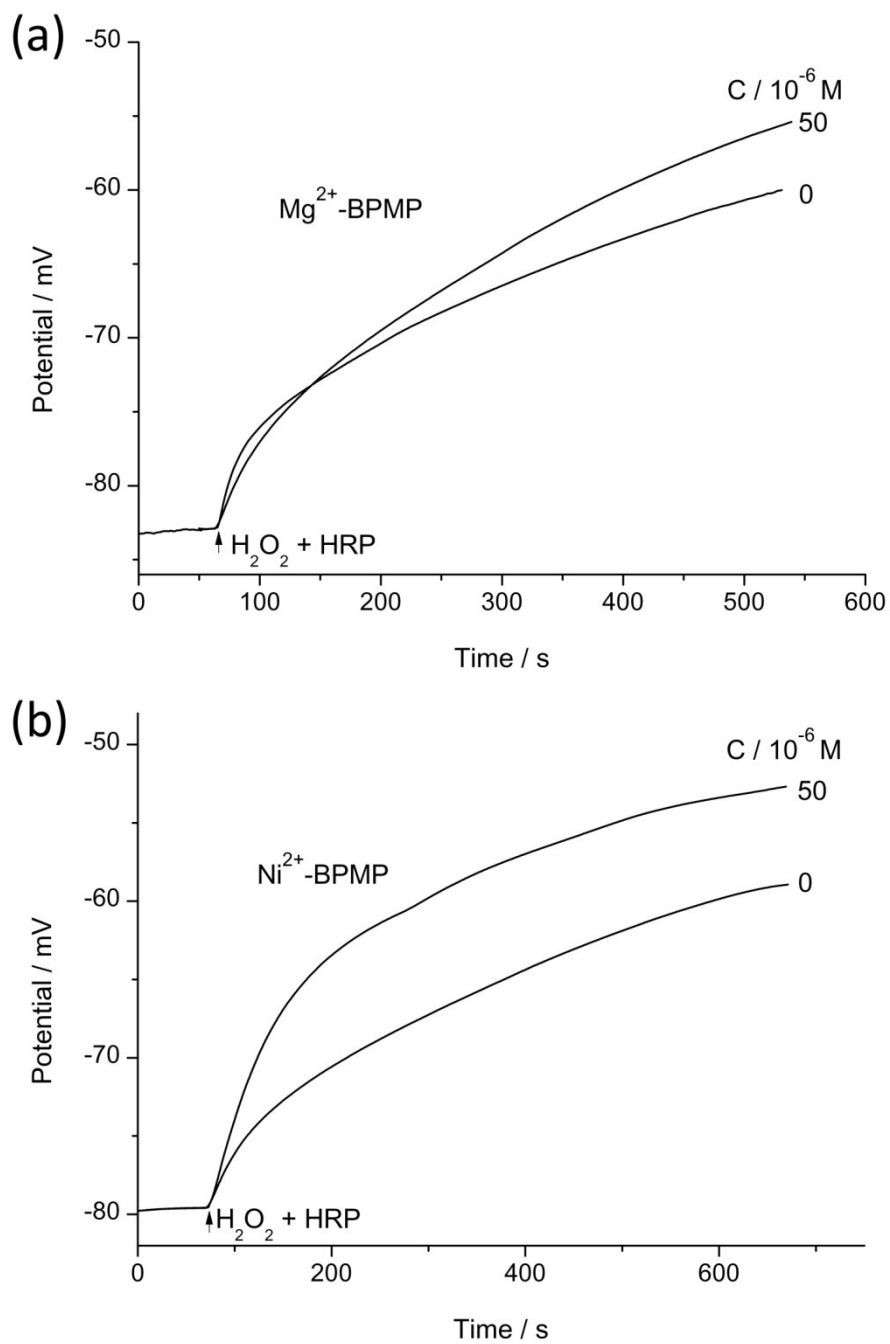 (a)
-50
C / 10⁻⁶ M
50
-60
0
Mg²⁺-BPMP
Potential / mV
-70
-80
H₂O₂ + HRP
0 100 200 300 400 500 600
Time / s
(b)
-50
C / 10⁻⁶ M
50
Ni²⁺-BPMP
0
-60
Potential / mV
-70
-80
H₂O₂ + HRP
0 200 400 600
Time / s